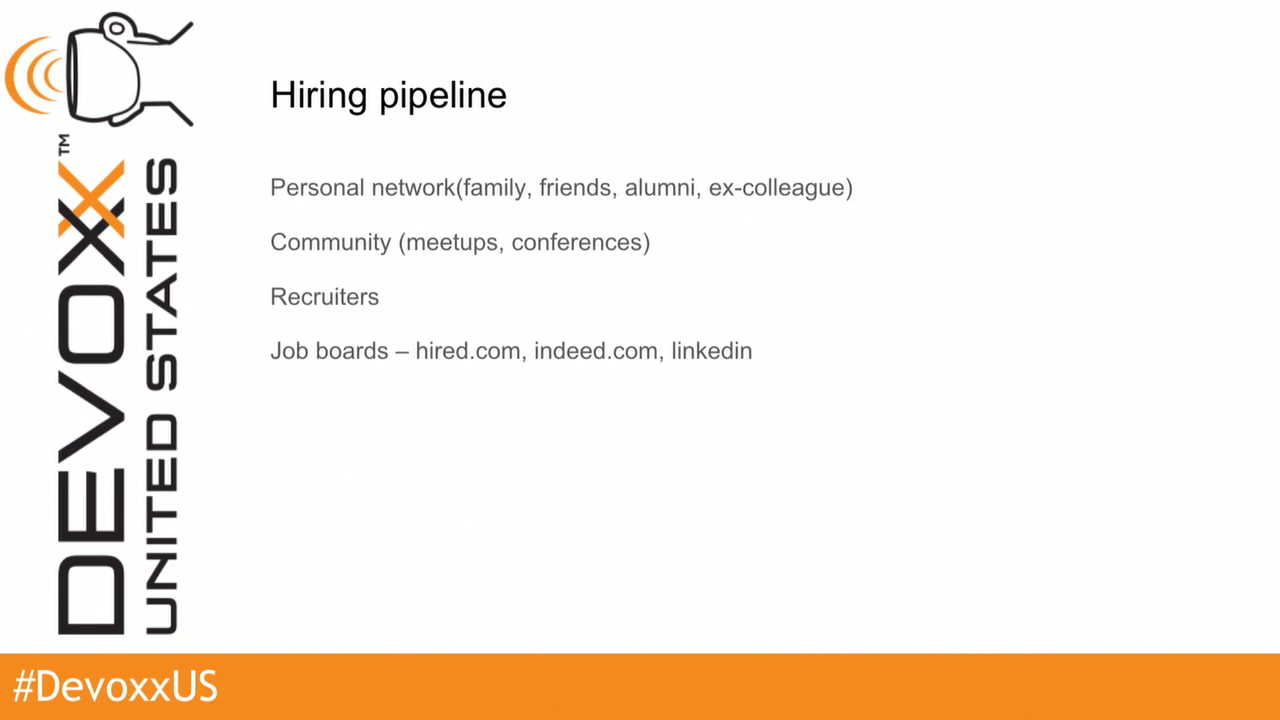 DEVOXX™
UNITED STATES
Hiring pipeline
Personal network(family, friends, alumni, ex-colleague)
Community (meetups, conferences)
Recruiters
Job boards – hired.com, indeed.com, linkedin
#DevoxxUS